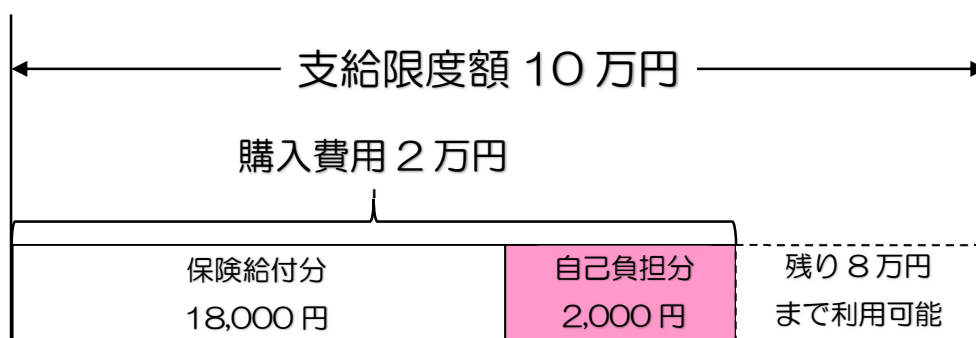 支給限度額 10 万円
購入費用 2 万円
保険給付分
18,000 円
自己負担分
2,000 円
残り 8 万円
まで利用可能